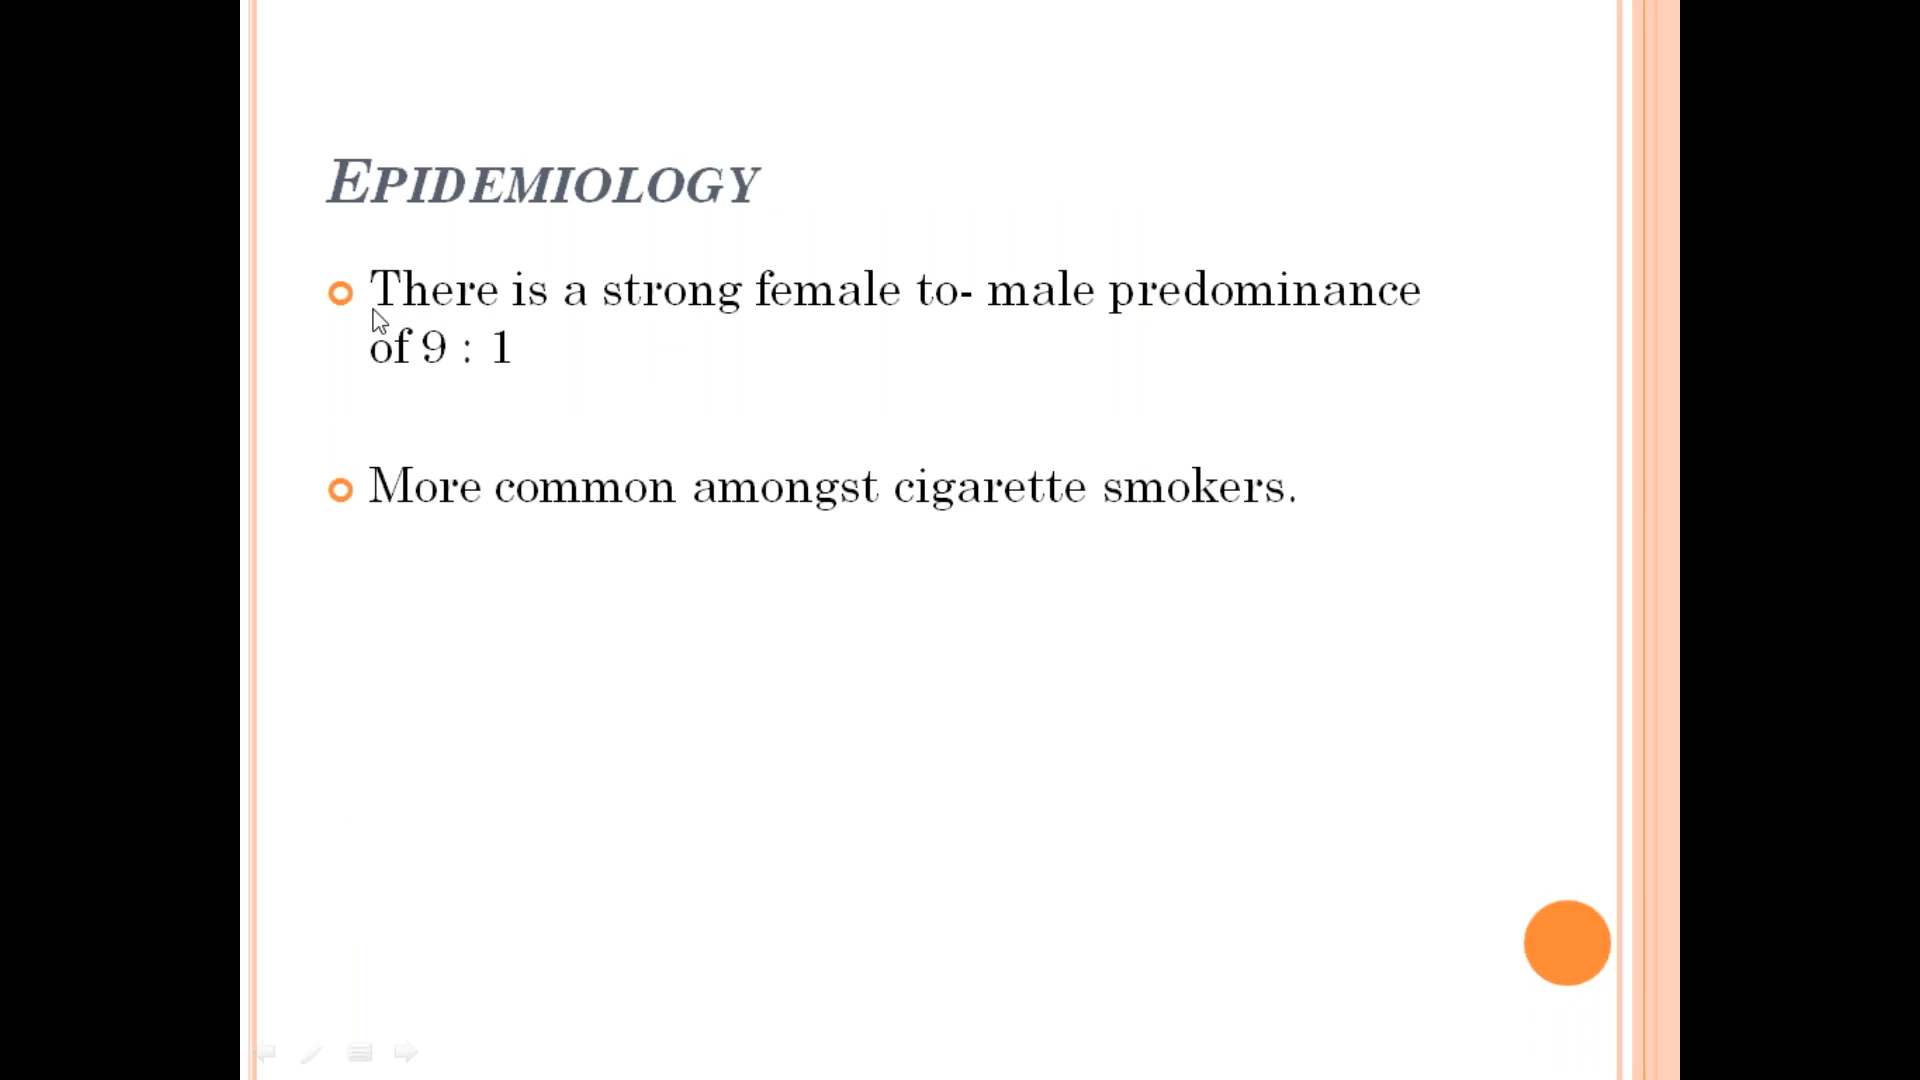 EPIDEMIOLOGY
There is a strong female to- male predominance
of 9 : 1
More common amongst cigarette smokers.